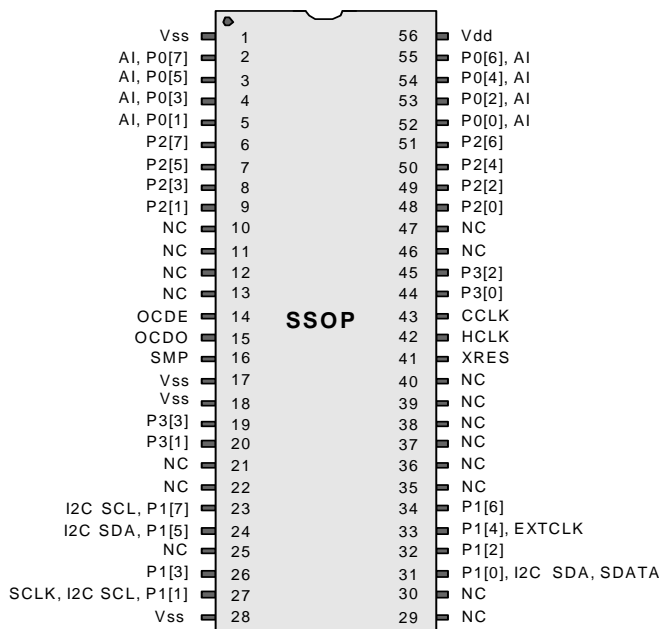 Vss 1 56 Vdd
AI, P0[7] 2 55 P0[6], AI
AI, P0[5] 3 54 P0[4], AI
AI, P0[3] 4 53 P0[2], AI
AI, P0[1] 5 52 P0[0], AI
P2[7] 6 51 P2[6]
P2[5] 7 50 P2[4]
P2[3] 8 49 P2[2]
P2[1] 9 48 P2[0]
NC 10 47 NC
NC 11 46 NC
NC 12 45 P3[2]
NC 13 44 P3[0]
OCDE 14 SSOP 43 CCLK
OCDO 15 42 HCLK
SMP 16 41 XRES
Vss 17 40 NC
Vss 18 39 NC
P3[3] 19 38 NC
P3[1] 20 37 NC
NC 21 36 NC
NC 22 35 NC
I2C SCL, P1[7] 23 34 P1[6]
I2C SDA, P1[5] 24 33 P1[4], EXTCLK
NC 25 32 P1[2]
P1[3] 26 31 P1[0], I2C SDA, SDATA
SCLK, I2C SCL, P1[1] 27 30 NC
Vss 28 29 NC